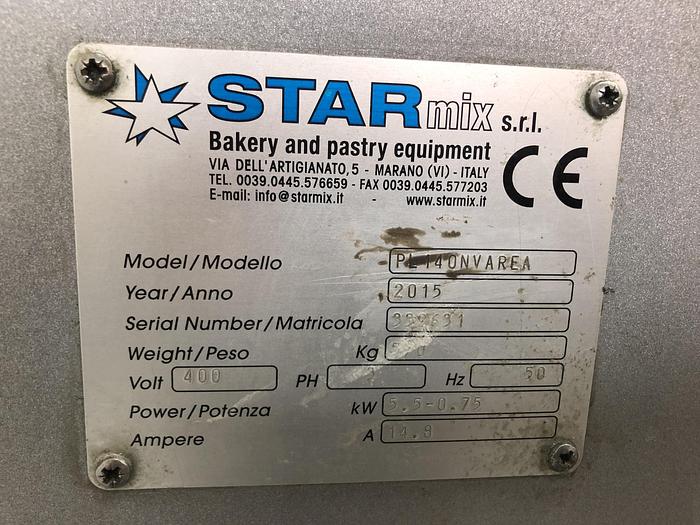 STARmix s.r.l.
Bakery and pastry equipment
VIA DELL'ARTIGIANATO, 5 - MARANO (VI) - ITALY
TEL. 0039.0445.576659 - FAX 0039.0445.577203
E-mail: info@starmix.it - www.starmix.it
CE
Model/Modello PL140NVAREA
Year/Anno 2015
Serial Number/Matricola
Weight/Peso Kg
Volt 400 PH 3 Hz 50
Power/Potenza kW 5.5-0.75
Ampere A 14.8